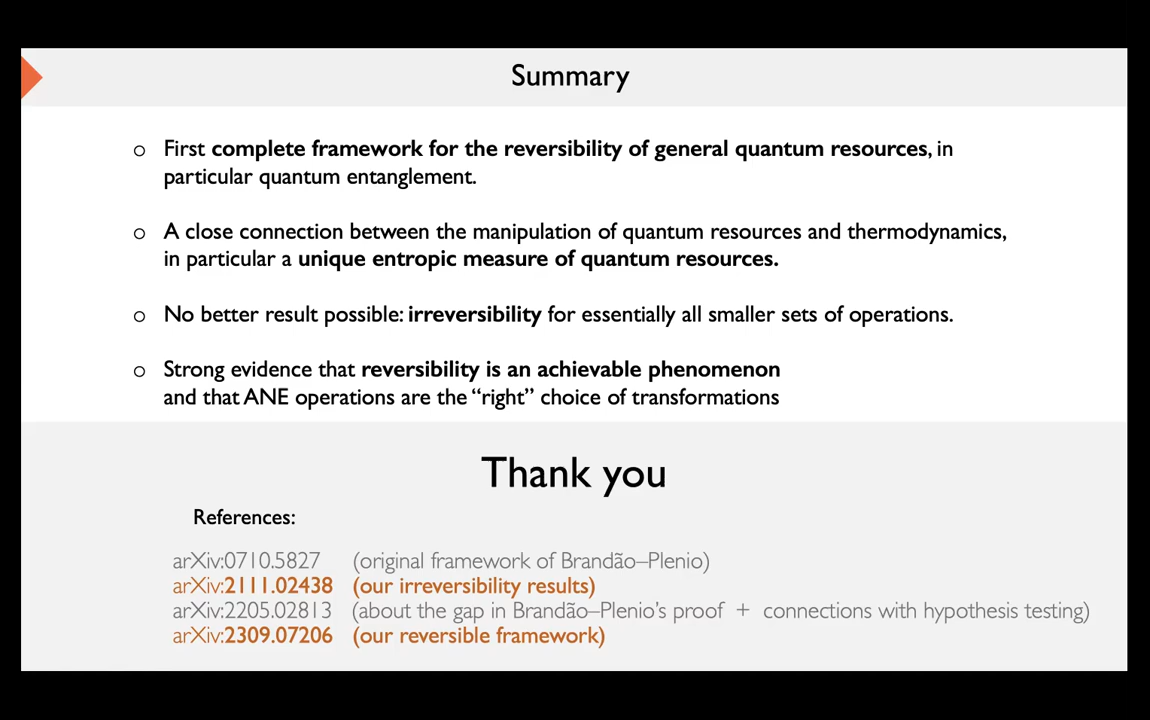 Summary
o First complete framework for the reversibility of general quantum resources, in
particular quantum entanglement.
o A close connection between the manipulation of quantum resources and thermodynamics,
in particular a unique entropic measure of quantum resources.
o No better result possible: irreversibility for essentially all smaller sets of operations.
o Strong evidence that reversibility is an achievable phenomenon
and that ANE operations are the “right” choice of transformations
Thank you
References:
arXiv:0710.5827 (original framework of Brandão–Plenio)
arXiv:2111.02438 (our irreversibility results)
arXiv:2205.02813 (about the gap in Brandão–Plenio’s proof + connections with hypothesis testing)
arXiv:2309.07206 (our reversible framework)